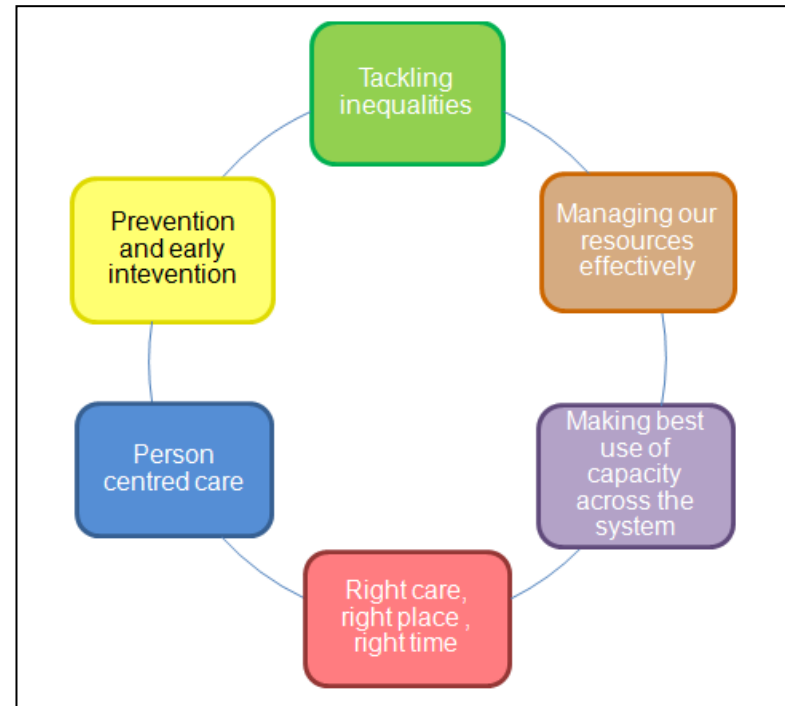 Tackling
inequalities
Managing our
resources
effectively
Making best
use of
capacity
across the
system
Right care,
right place ,
right time
Person
centred care
Prevention
and early
intevention